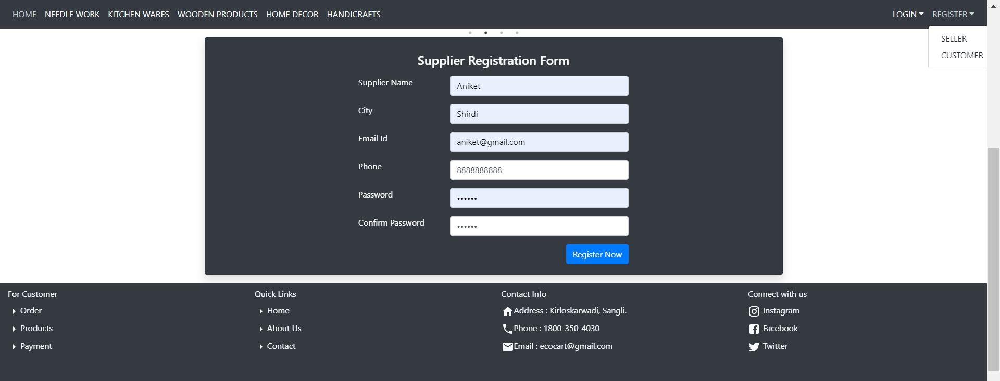 HOME NEEDLE WORK KITCHEN WARES WOODEN PRODUCTS HOME DECOR HANDICRAFTS LOGIN REGISTER
SELLER
CUSTOMER
Supplier Registration Form
Supplier Name Aniket
City Shirdi
Email Id aniket@gmail.com
Phone 8888888888
Password ••••••
Confirm Password ••••••
Register Now
For Customer
Order
Products
Payment
Quick Links
Home
About Us
Contact
Contact Info
Address : Kirloskarwadi, Sangli.
Phone : 1800-350-4030
Email : ecocart@gmail.com
Connect with us
Instagram
Facebook
Twitter